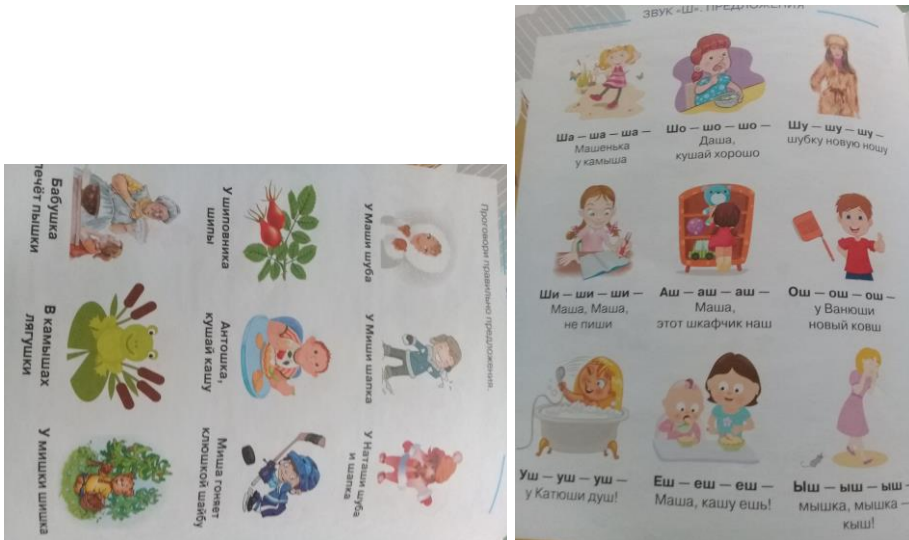 Проговори правильно предложения.
У Маши шуба
У Миши шапка
У Наташи шуба
и шапка
У шиповника
шипы
Антошка,
кушай кашу
Миша гоняет
клюшкой шайбу
Бабушка
печёт пышки
В камышах
лягушки
У мишки шишка
ЗВУК «Ш». ПРЕДЛОЖЕНИЯ
Ша — ша — ша —
Машенька
у камыша
Шо — шо — шо —
Даша,
кушай хорошо
Шу — шу — шу —
шубку новую ношу
Ши — ши — ши —
Маша, Маша,
не пиши
Аш — аш — аш —
Маша,
этот шкафчик наш
Ош — ош — ош —
у Ванюши
новый ковш
Уш — уш — уш —
у Катюши душ!
Еш — еш — еш —
Маша, кашу ешь!
Ыш — ыш — ыш —
мышка, мышка —
кыш!